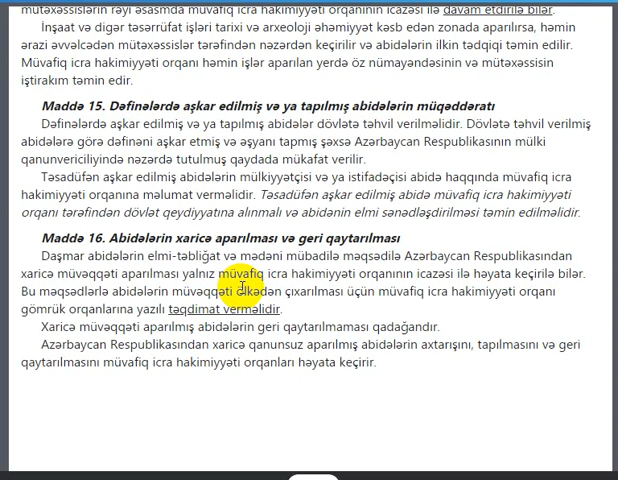 mütəxəssislərin rəyi əsasında müvafiq icra hakimiyyəti orqanının icazəsi ilə davam etdirilə bilər.
İnşaat və digər təsərrüfat işləri tarixi və arxeoloji əhəmiyyət kəsb edən zonada aparılırsa, həmin
ərazi əvvəlcədən mütəxəssislər tərəfindən nəzərdən keçirilir və abidələrin ilkin tədqiqi təmin edilir.
Müvafiq icra hakimiyyəti orqanı həmin işlər aparılan yerdə öz nümayəndəsinin və mütəxəssisin
iştirakım təmin edir.
Maddə 15. Dəfinələrdə aşkar edilmiş və ya tapılmış abidələrin müqəddəratı
Dəfinələrdə aşkar edilmiş və ya tapılmış abidələr dövlətə təhvil verilməlidir. Dövlətə təhvil verilmiş
abidələrə görə dəfinəni aşkar etmiş və əşyanı tapmış şəxsə Azərbaycan Respublikasının mülki
qanunvericiliyində nəzərdə tutulmuş qaydada mükafat verilir.
Təsadüfən aşkar edilmiş abidələrin mülkiyyətçisi və ya istifadəçisi abidə haqqında müvafiq icra
hakimiyyəti orqanına məlumat verməlidir. Təsadüfən aşkar edilmiş abidə müvafiq icra hakimiyyəti
orqanı tərəfindən dövlət qeydiyyatına alınmalı və abidənin elmi sənədləşdirilməsi təmin edilməlidir.
Maddə 16. Abidələrin xaricə aparılması və geri qaytarılması
Daşınar abidələrin elmi-təbliğat və mədəni mübadilə məqsədilə Azərbaycan Respublikasından
xaricə müvəqqəti aparılması yalnız müvafiq icra hakimiyyəti orqanının icazəsi ilə həyata keçirilə bilər.
Bu məqsədlərlə abidələrin müvəqqəti ölkədən çıxarılması üçün müvafiq icra hakimiyyəti orqanı
gömrük orqanlarına yazılı təqdimat verməlidir.
Xaricə müvəqqəti aparılmış abidələrin geri qaytarılmaması qadağandır.
Azərbaycan Respublikasından xaricə qanunsuz aparılmış abidələrin axtarışını, tapılmasını və geri
qaytarılmasını müvafiq icra hakimiyyəti orqanları həyata keçirir.